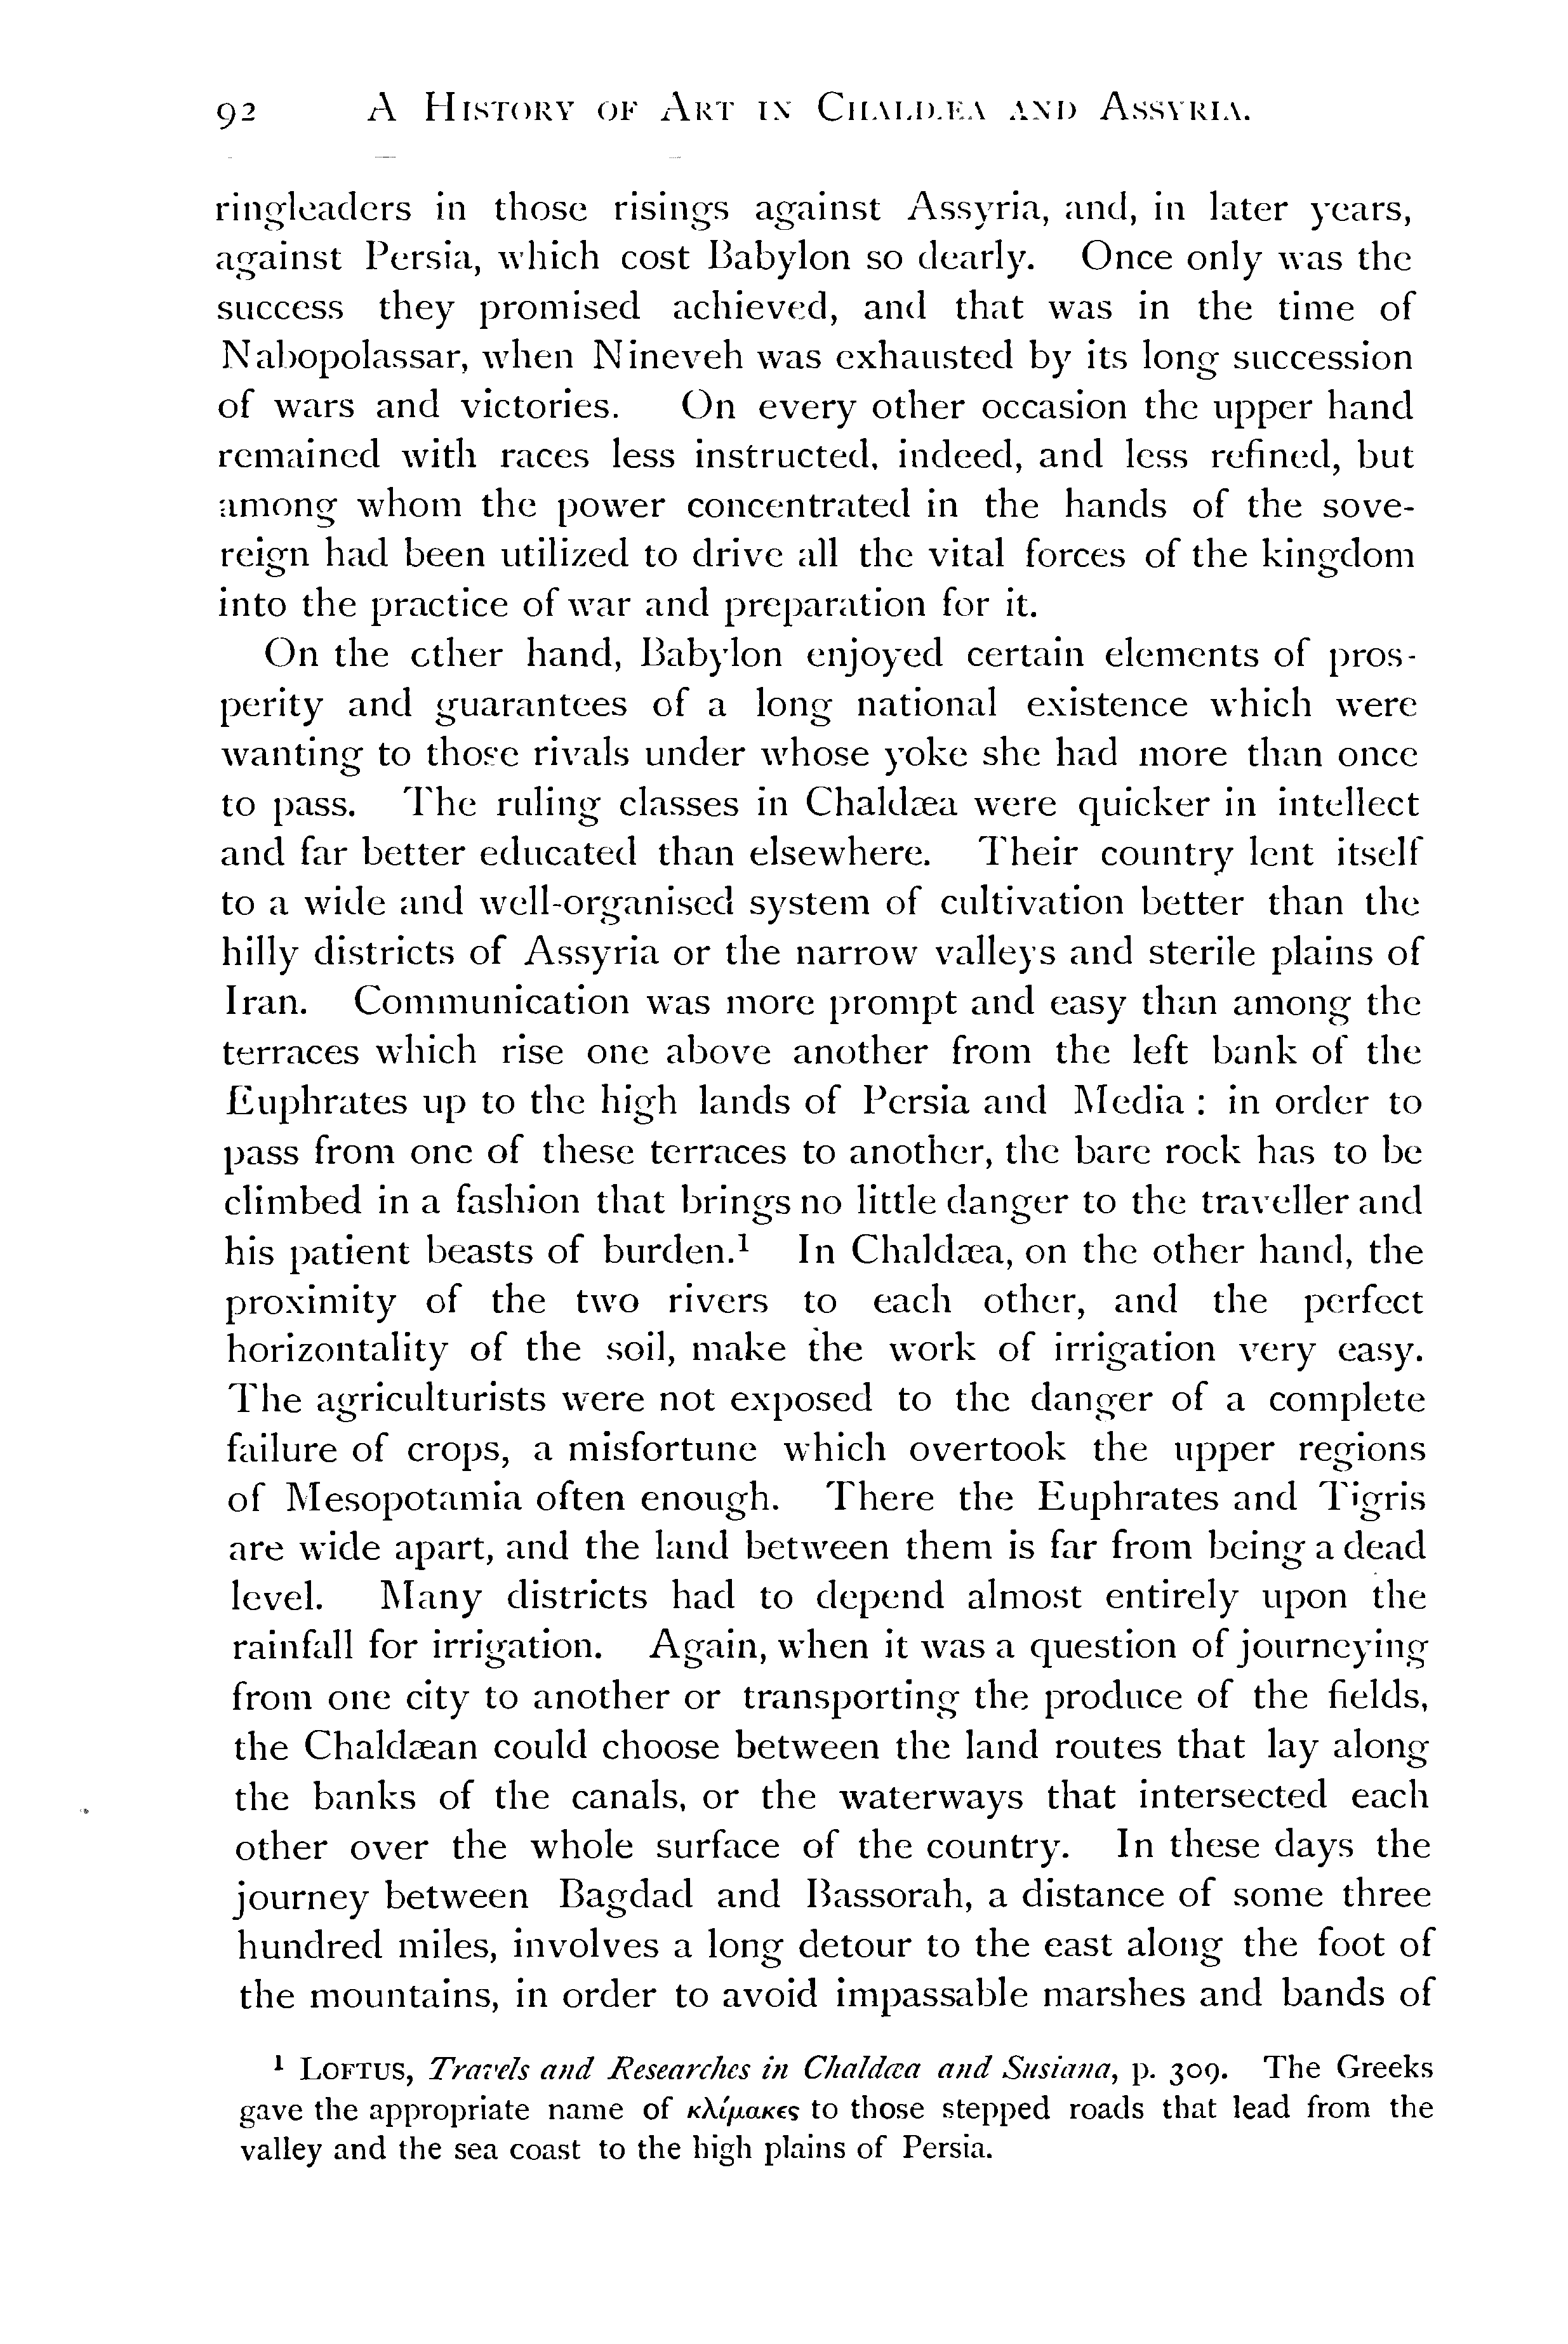 92 A History of Art in Chaldæa and Assyria.
ringleaders in those risings against Assyria, and, in later years,
against Persia, which cost Babylon so dearly. Once only was the
success they promised achieved, and that was in the time of
Nabopolassar, when Nineveh was exhausted by its long succession
of wars and victories. On every other occasion the upper hand
remained with races less instructed, indeed, and less refined, but
among whom the power concentrated in the hands of the sove-
reign had been utilized to drive all the vital forces of the kingdom
into the practice of war and preparation for it.
On the other hand, Babylon enjoyed certain elements of pros-
perity and guarantees of a long national existence which were
wanting to those rivals under whose yoke she had more than once
to pass. The ruling classes in Chaldæa were quicker in intellect
and far better educated than elsewhere. Their country lent itself
to a wide and well-organised system of cultivation better than the
hilly districts of Assyria or the narrow valleys and sterile plains of
Iran. Communication was more prompt and easy than among the
terraces which rise one above another from the left bank of the
Euphrates up to the high lands of Persia and Media : in order to
pass from one of these terraces to another, the bare rock has to be
climbed in a fashion that brings no little danger to the traveller and
his patient beasts of burden.¹ In Chaldæa, on the other hand, the
proximity of the two rivers to each other, and the perfect
horizontality of the soil, make the work of irrigation very easy.
The agriculturists were not exposed to the danger of a complete
failure of crops, a misfortune which overtook the upper regions
of Mesopotamia often enough. There the Euphrates and Tigris
are wide apart, and the land between them is far from being a dead
level. Many districts had to depend almost entirely upon the
rainfall for irrigation. Again, when it was a question of journeying
from one city to another or transporting the produce of the fields,
the Chaldæan could choose between the land routes that lay along
the banks of the canals, or the waterways that intersected each
other over the whole surface of the country. In these days the
journey between Bagdad and Bassorah, a distance of some three
hundred miles, involves a long detour to the east along the foot of
the mountains, in order to avoid impassable marshes and bands of
¹ Loftus, Travels and Researches in Chaldæa and Susiana, p. 309. The Greeks
gave the appropriate name of κλίμακες to those stepped roads that lead from the
valley and the sea coast to the high plains of Persia.